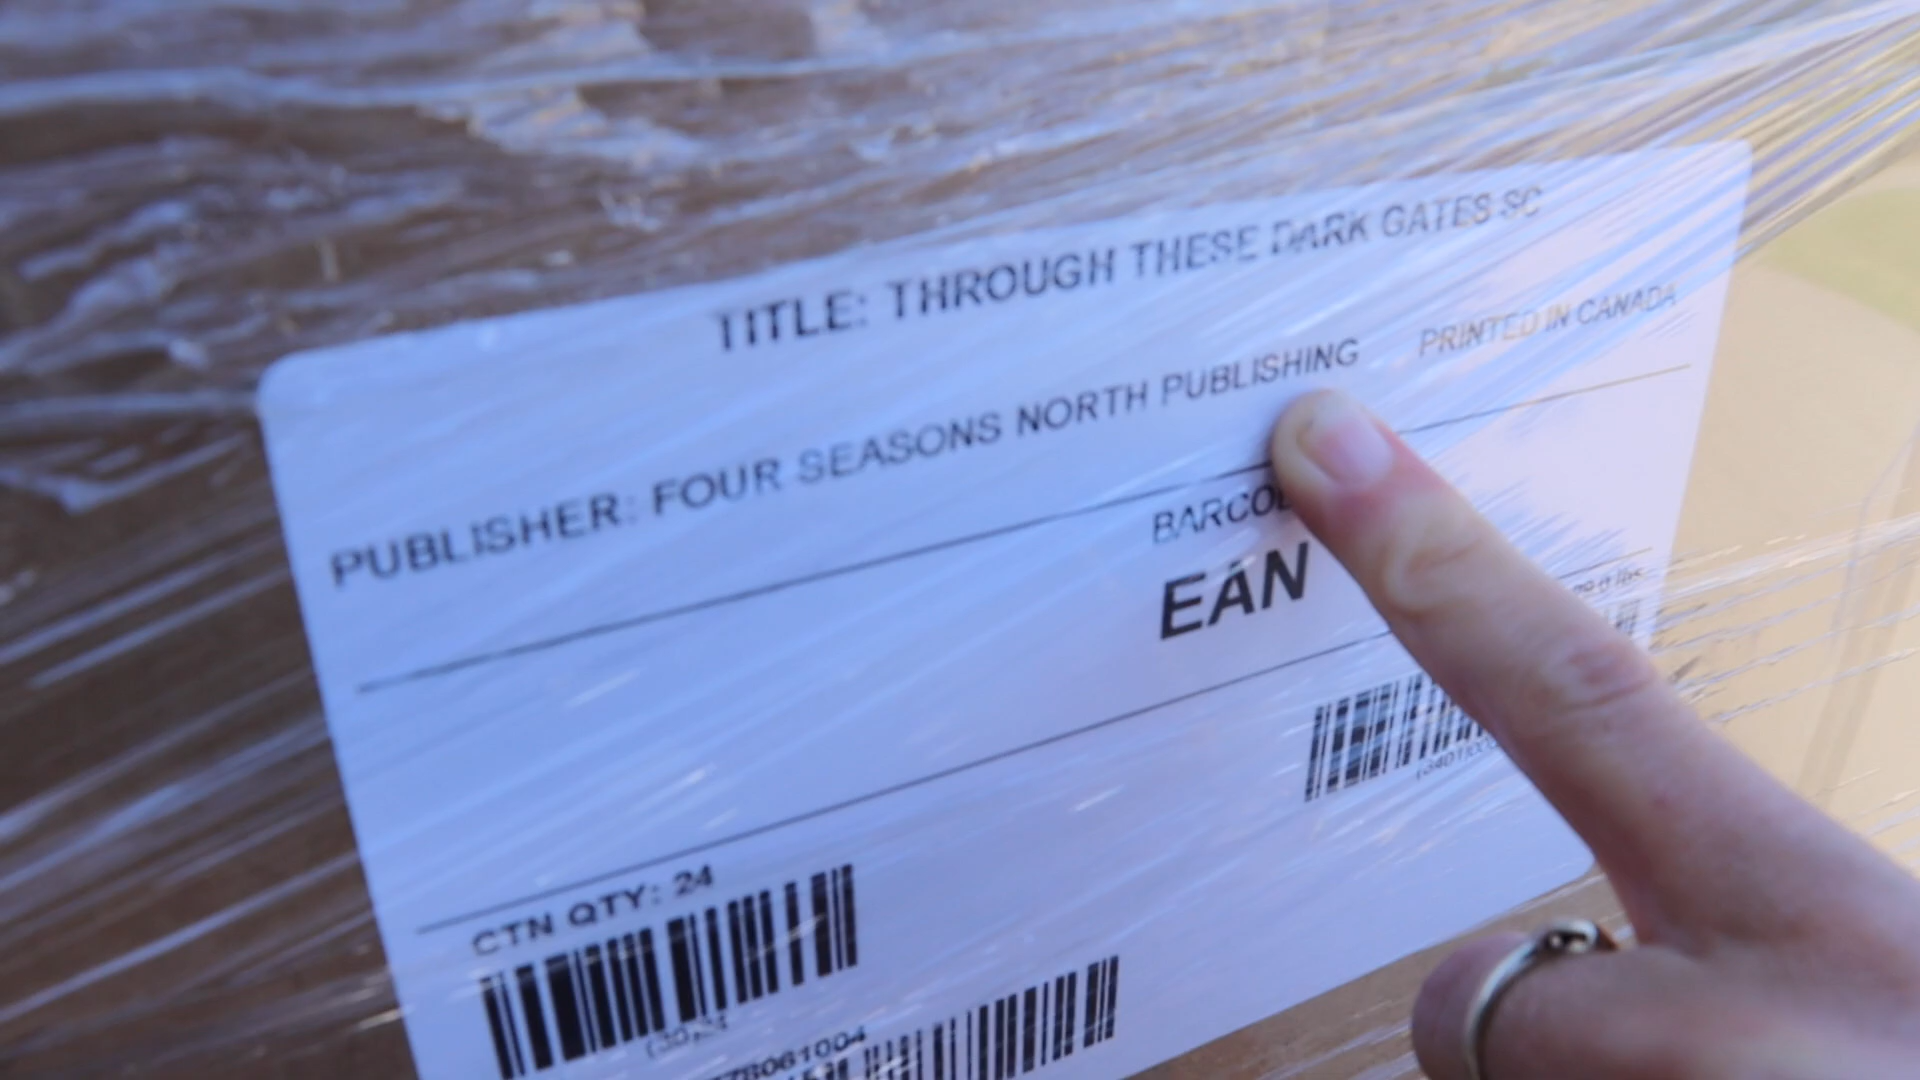 TITLE: THROUGH THESE DARK GATES SC
PUBLISHER: FOUR SEASONS NORTH PUBLISHING PRINTED IN CANADA
EAN
CTN QTY: 24